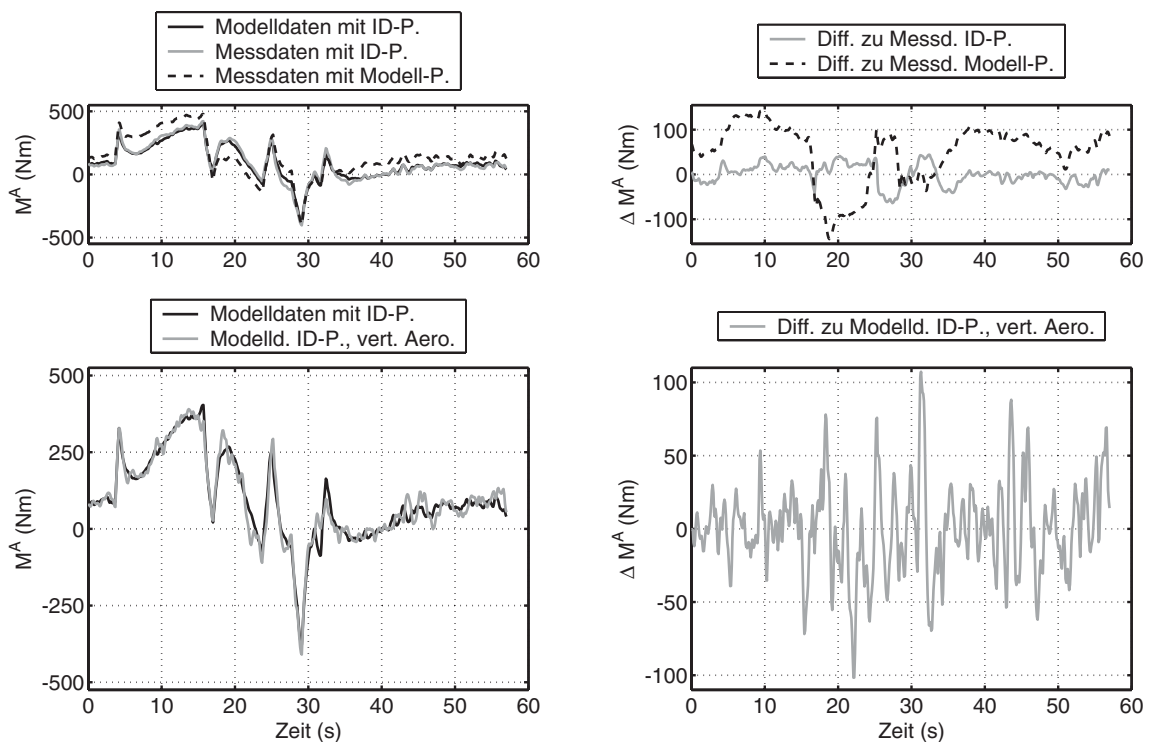 Modelldaten mit ID-P.
Messdaten mit ID-P.
Messdaten mit Modell-P.
500
0
-500
M^A (Nm)
0 10 20 30 40 50 60
Diff. zu Messd. ID-P.
Diff. zu Messd. Modell-P.
100
0
-100
Δ M^A (Nm)
0 10 20 30 40 50 60
Modelldaten mit ID-P.
Modelld. ID-P., vert. Aero.
500
250
0
-250
-500
M^A (Nm)
0 10 20 30 40 50 60
Zeit (s)
Diff. zu Modelld. ID-P., vert. Aero.
100
50
0
-50
-100
Δ M^A (Nm)
0 10 20 30 40 50 60
Zeit (s)